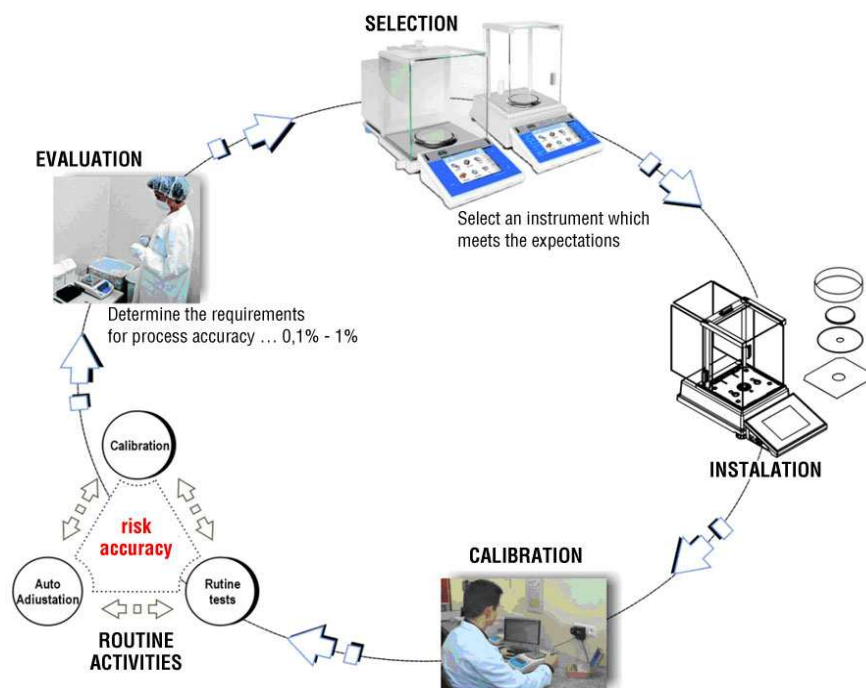 SELECTION
Select an instrument which
meets the expectations
INSTALATION
CALIBRATION
ROUTINE
ACTIVITIES
Calibration
risk
accuracy
Auto
Adiustation
Rutine
tests
EVALUATION
Determine the requirements
for process accuracy … 0,1% - 1%